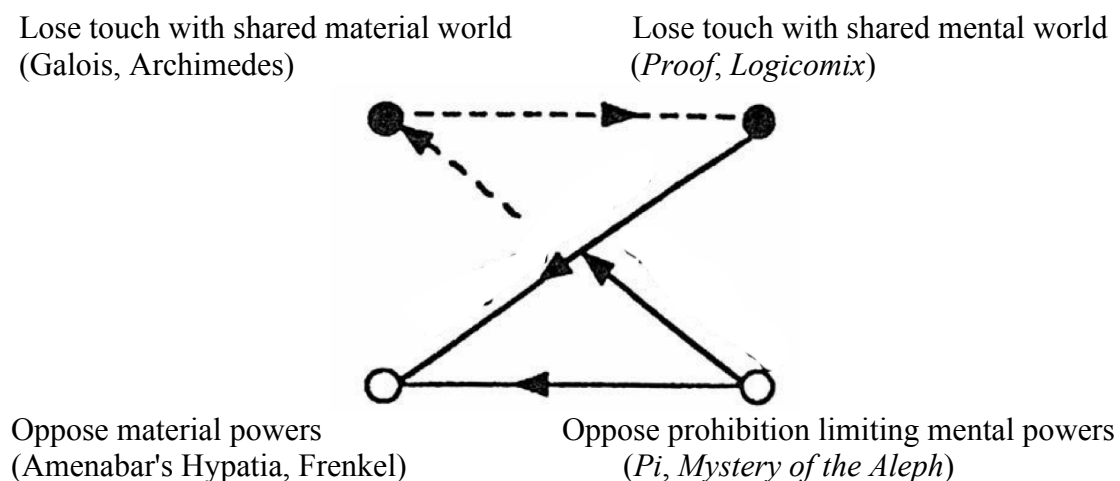 Lose touch with shared material world
(Galois, Archimedes)
Lose touch with shared mental world
(Proof, Logicomix)
Oppose material powers
(Amenabar's Hypatia, Frenkel)
Oppose prohibition limiting mental powers
(Pi, Mystery of the Aleph)